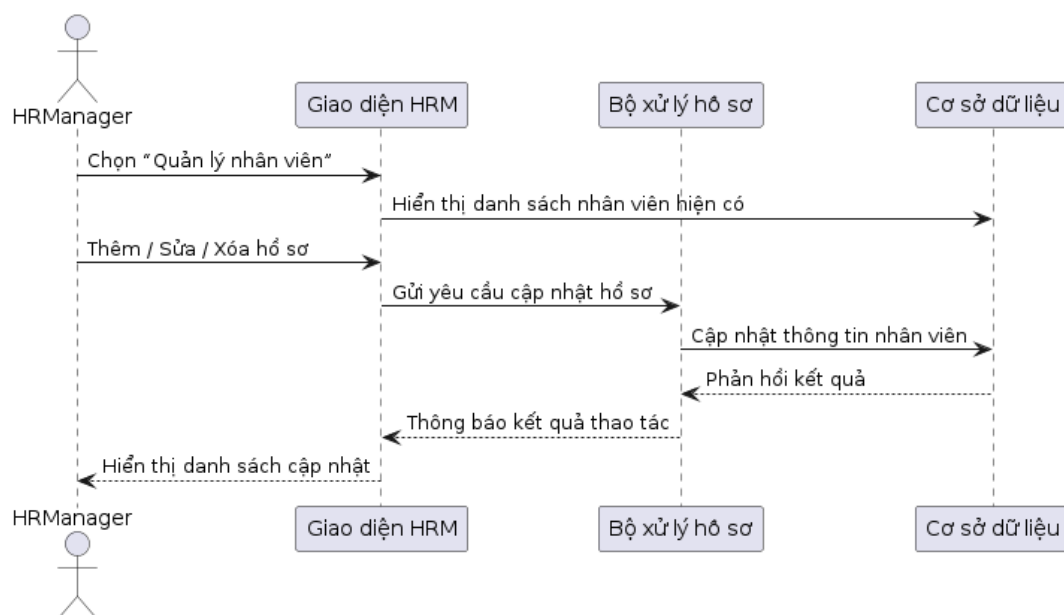 HRManager
Giao diện HRM
Bộ xử lý hồ sơ
Cơ sở dữ liệu
Chọn “Quản lý nhân viên”
Hiển thị danh sách nhân viên hiện có
Thêm / Sửa / Xóa hồ sơ
Gửi yêu cầu cập nhật hồ sơ
Cập nhật thông tin nhân viên
Phản hồi kết quả
Thông báo kết quả thao tác
Hiển thị danh sách cập nhật
HRManager
Giao diện HRM
Bộ xử lý hồ sơ
Cơ sở dữ liệu